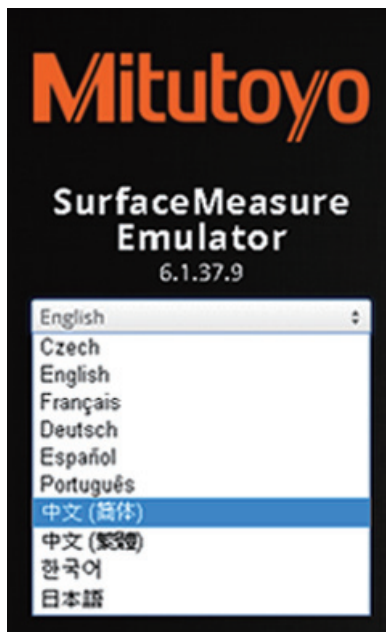 Mitutoyo
SurfaceMeasure
Emulator
6.1.37.9
English
Czech
English
Français
Deutsch
Español
Português
中文 (简体)
中文 (繁體)
한국어
日本語